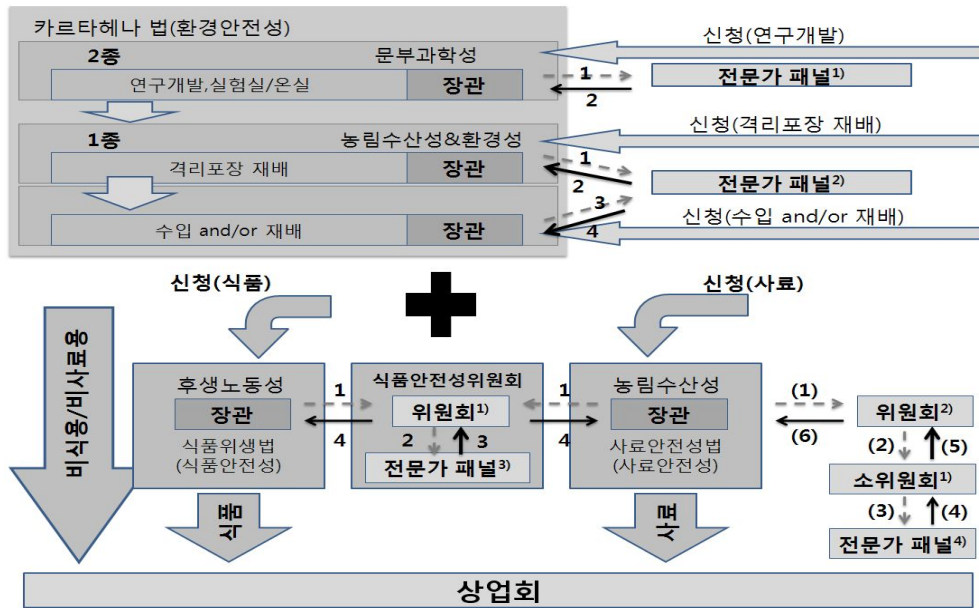 카르타헤나 법(환경안전성)
신청(연구개발)
2종
문부과학성
연구개발,실험실/온실
장관
1
2
전문가 패널1)
1종
농림수산성&환경성
신청(격리포장 재배)
격리포장 재배
장관
1
2
전문가 패널2)
3
4
신청(수입 and/or 재배)
수입 and/or 재배
장관
신청(식품)
신청(사료)
비식용/비사료용
후생노동성
장관
식품위생법
(식품안전성)
1
4
식품안전성위원회
위원회1)
2
3
전문가 패널3)
1
4
농림수산성
장관
사료안전성법
(사료안전성)
(1)
(6)
위원회2)
(2)
(5)
소위원회1)
(3)
(4)
전문가 패널4)
식품
사료
상업회